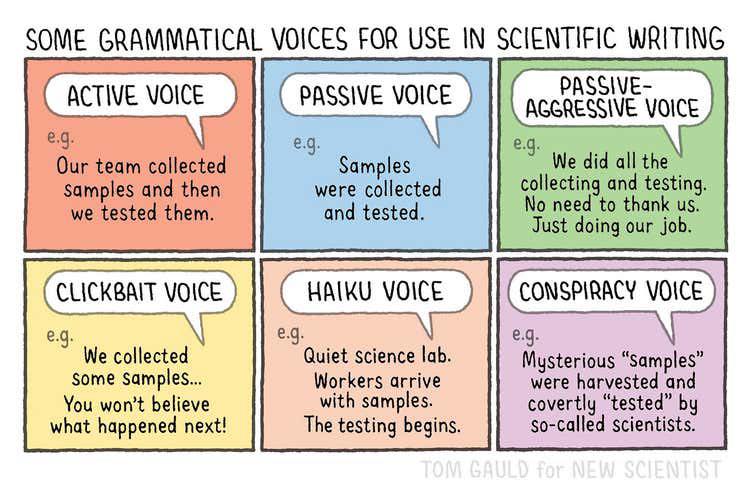 SOME GRAMMATICAL VOICES FOR USE IN SCIENTIFIC WRITING
ACTIVE VOICE
e.g.
Our team collected
samples and then
we tested them.
PASSIVE VOICE
e.g.
Samples
were collected
and tested.
PASSIVE-
AGGRESSIVE VOICE
e.g.
We did all the
collecting and testing.
No need to thank us.
Just doing our job.
CLICKBAIT VOICE
e.g.
We collected
some samples...
You won't believe
what happened next!
HAIKU VOICE
e.g.
Quiet science lab.
Workers arrive
with samples.
The testing begins.
CONSPIRACY VOICE
e.g.
Mysterious “samples”
were harvested and
covertly “tested” by
so-called scientists.
TOM GAULD for NEW SCIENTIST